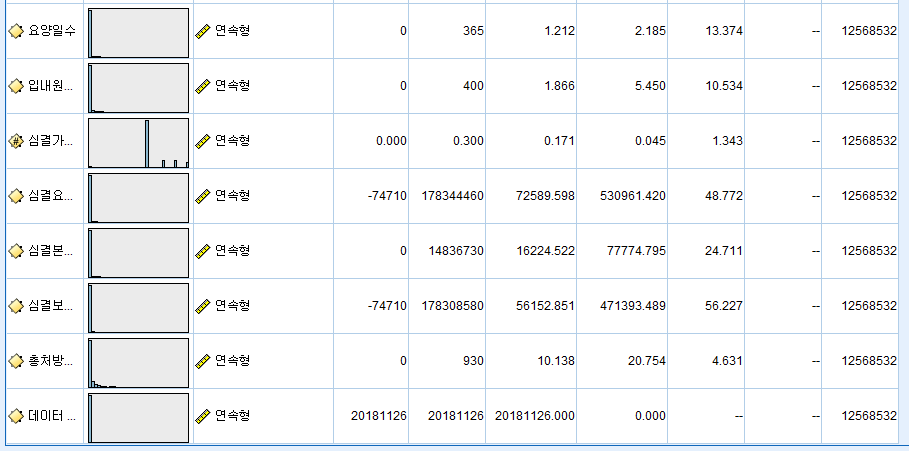 요양일수 연속형 0 365 1.212 2.185 13.374 -- 12568532
입내원... 연속형 0 400 1.866 5.450 10.534 -- 12568532
심결가... 연속형 0.000 0.300 0.171 0.045 1.343 -- 12568532
심결요... 연속형 -74710 178344460 72589.598 530961.420 48.772 -- 12568532
심결본... 연속형 0 14836730 16224.522 77774.795 24.711 -- 12568532
심결보... 연속형 -74710 178308580 56152.851 471393.489 56.227 -- 12568532
총처방... 연속형 0 930 10.138 20.754 4.631 -- 12568532
데이터 ... 연속형 20181126 20181126 20181126.000 0.000 -- -- 12568532